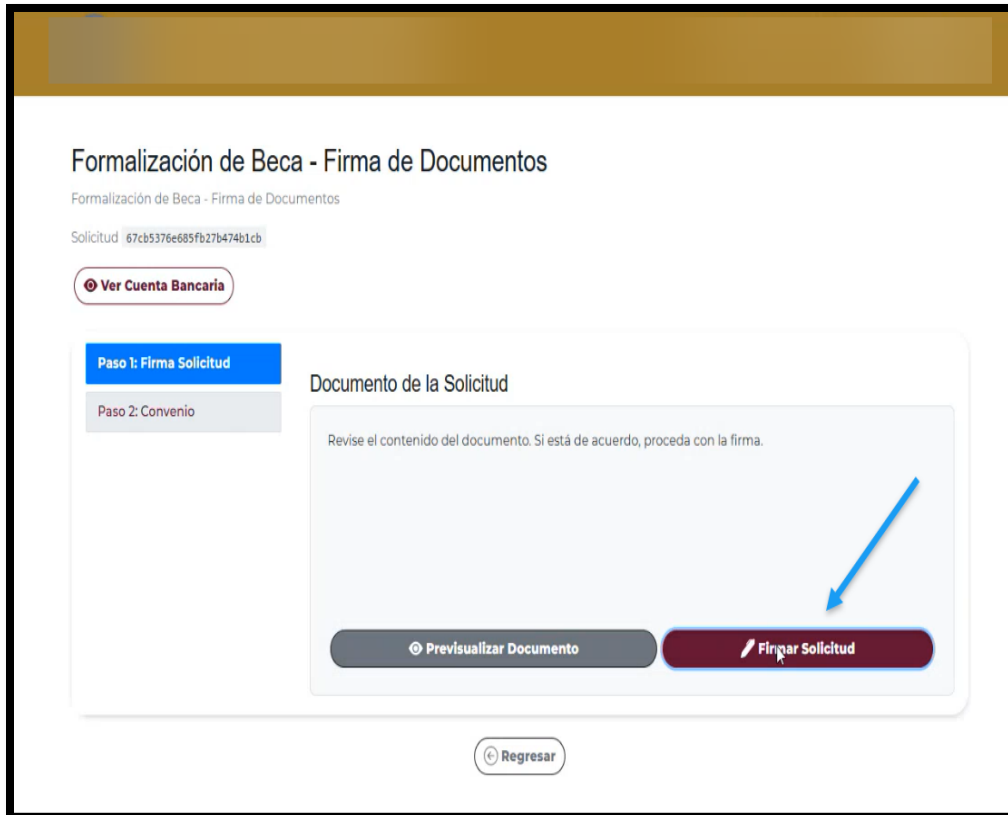 Formalización de Beca - Firma de Documentos
Formalización de Beca - Firma de Documentos
Solicitud 67cb5376e685fb27b474b1cb
Ver Cuenta Bancaria
Paso 1: Firma Solicitud
Paso 2: Convenio
Documento de la Solicitud
Revise el contenido del documento. Si está de acuerdo, proceda con la firma.
Previsualizar Documento
Firmar Solicitud
Regresar